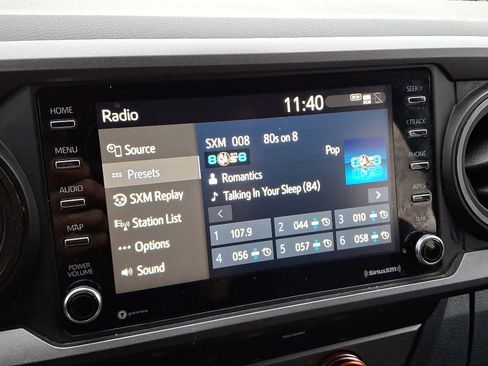 Radio
11:40
HOME
MENU
AUDIO
MAP
POWER
VOLUME
SEEK>
<TRACK
PHONE
APPS
TUNE
Source
Presets
SXM Replay
Station List
Options
Sound
SXM 008 80s on 8
Pop
Romantics
Talking In Your Sleep (84)
1 107.9
2 044
3 010
4 056
5 057
6 058
gracenote
((SiriusXM))